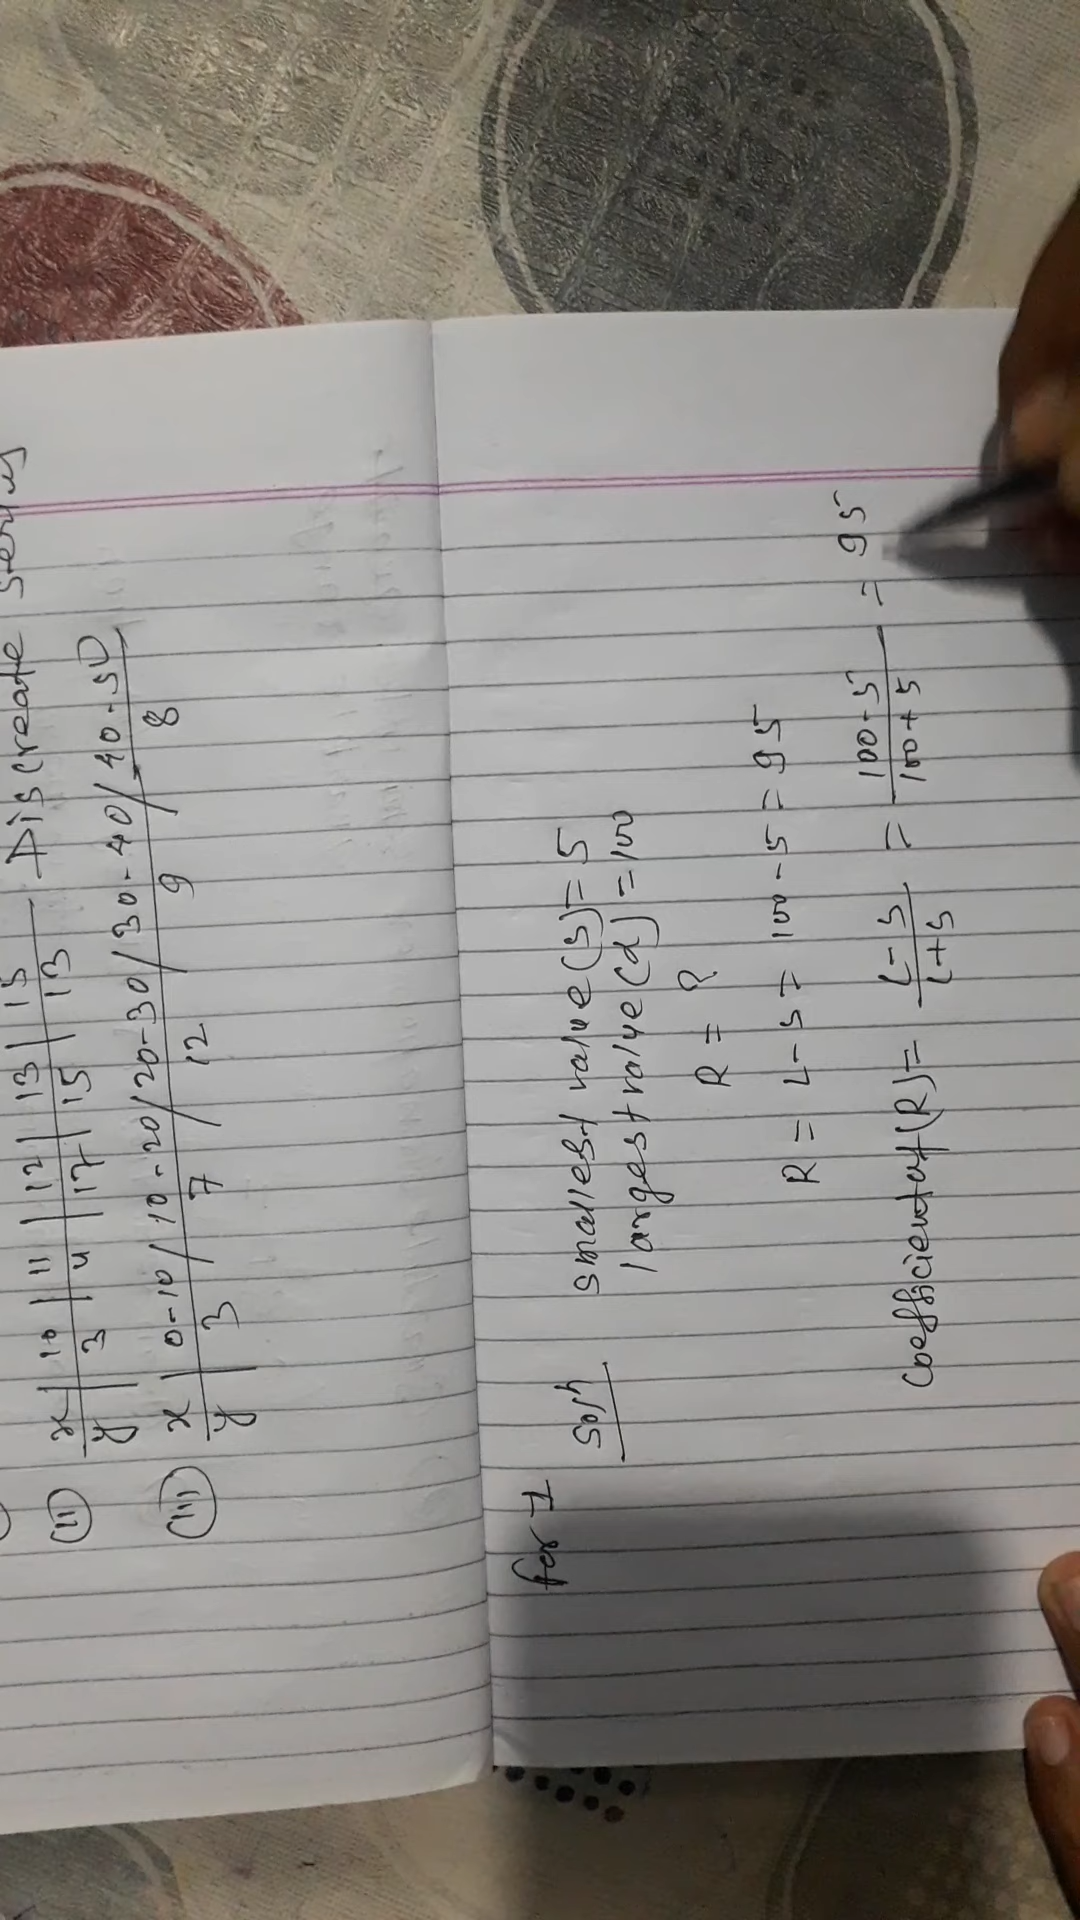 Discreate series
(II) x | 10 | 11 | 12 | 13 | 15
y | 3 | 4 | 17 | 15 | 13
(III) x | 0-10 / 10-20 / 20-30 / 30-40 / 40-50
y | 3 / 7 / 12 / 9 / 8
for I
Soln smallest value (S) = 5
largest value (L) = 100
R = R
R = L - S = 100 - 5 = 95
Coefficient of (R) = L-S / L+S = 100-5 / 100+5 = 95